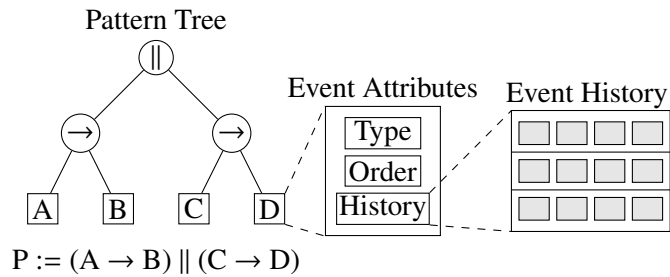 Pattern Tree
||
Event Attributes
Event History
→ →
Type
Order
A B C D
History
P := (A → B) || (C → D)